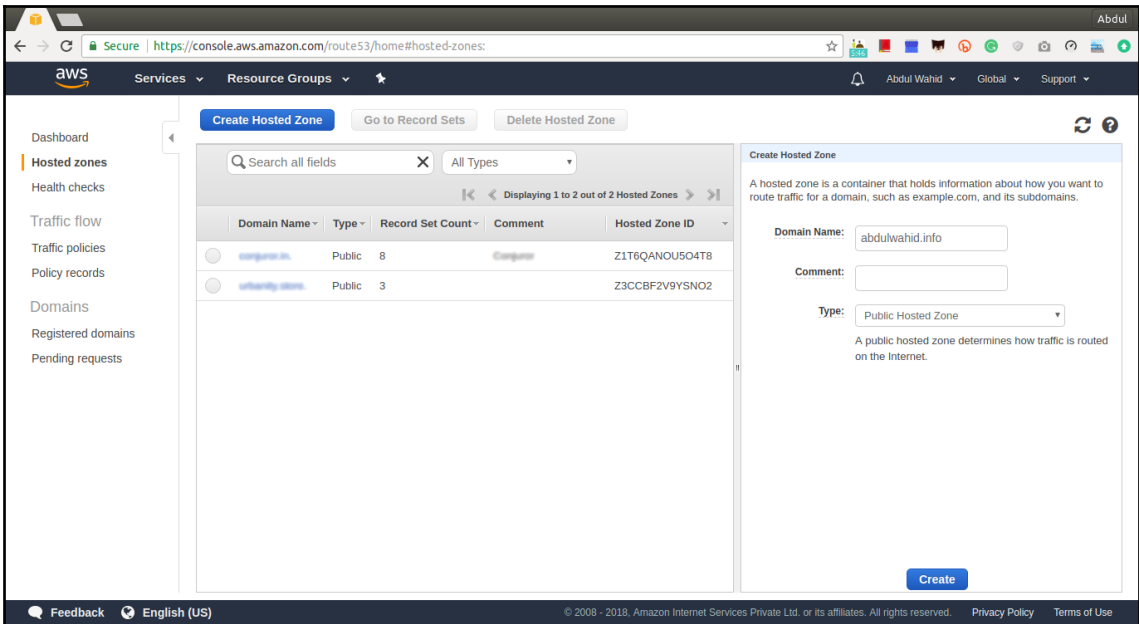 Abdul
Secure https://console.aws.amazon.com/route53/home#hosted-zones:
5:46
aws Services Resource Groups Abdul Wahid Global Support
Create Hosted Zone Go to Record Sets Delete Hosted Zone
Dashboard
Hosted zones
Health checks
Traffic flow
Traffic policies
Policy records
Domains
Registered domains
Pending requests
Search all fields All Types
Displaying 1 to 2 out of 2 Hosted Zones
Domain Name Type Record Set Count Comment Hosted Zone ID
Public 8 Z1T6QANOU5O4T8
Public 3 Z3CCBF2V9YSNO2
Create Hosted Zone
A hosted zone is a container that holds information about how you want to
route traffic for a domain, such as example.com, and its subdomains.
Domain Name: abdulwahid.info
Comment:
Type: Public Hosted Zone
A public hosted zone determines how traffic is routed
on the Internet.
Create
Feedback English (US) © 2008 - 2018, Amazon Internet Services Private Ltd. or its affiliates. All rights reserved. Privacy Policy Terms of Use